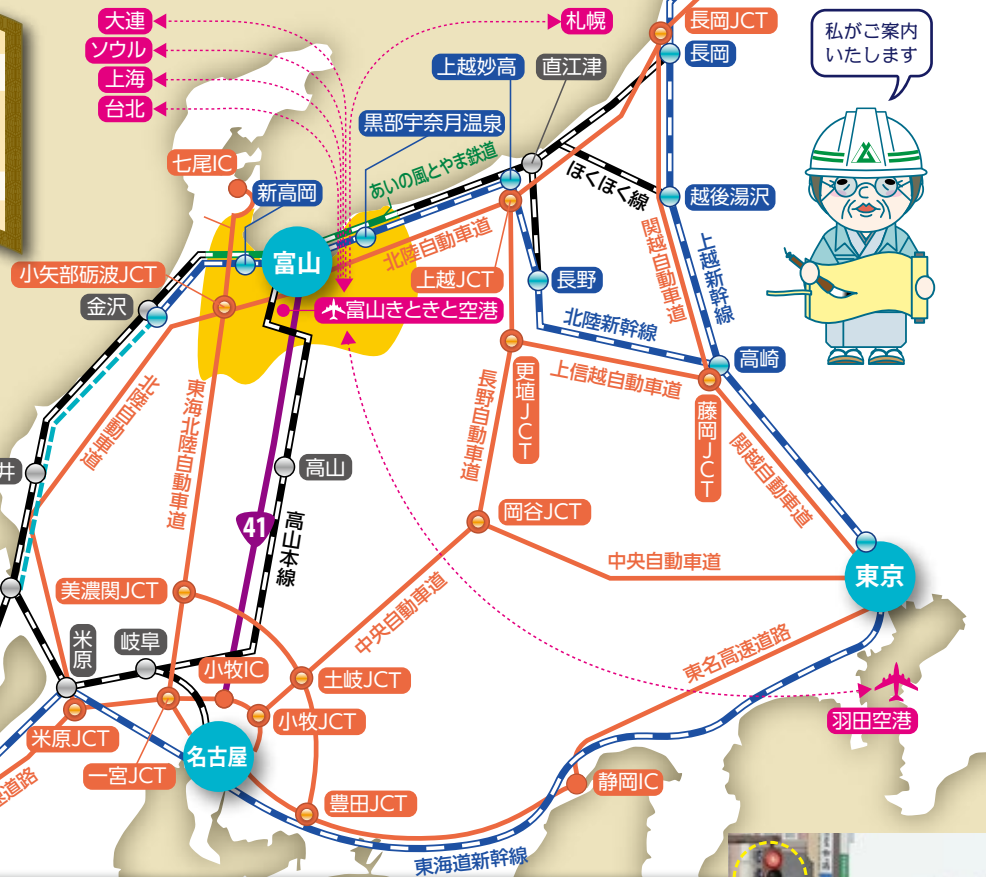 大連
ソウル
上海
台北
札幌
長岡JCT
長岡
私がご案内
いたします
上越妙高
直江津
黒部宇奈月温泉
七尾IC
新高岡
あいの風とやま鉄道
ほくほく線
越後湯沢
富山
北陸自動車道
関越自動車道
上越新幹線
小矢部砺波JCT
金沢
上越JCT
長野
富山きときと空港
北陸新幹線
高崎
北陸自動車道
東海北陸自動車道
長野自動車道
更埴JCT
上信越自動車道
藤岡JCT
関越自動車道
井
高山
41
高山本線
岡谷JCT
中央自動車道
東京
美濃関JCT
中央自動車道
米原
岐阜
小牧IC
土岐JCT
東名高速道路
米原JCT
小牧JCT
羽田空港
名古屋
一宮JCT
速道路
豊田JCT
静岡IC
東海道新幹線